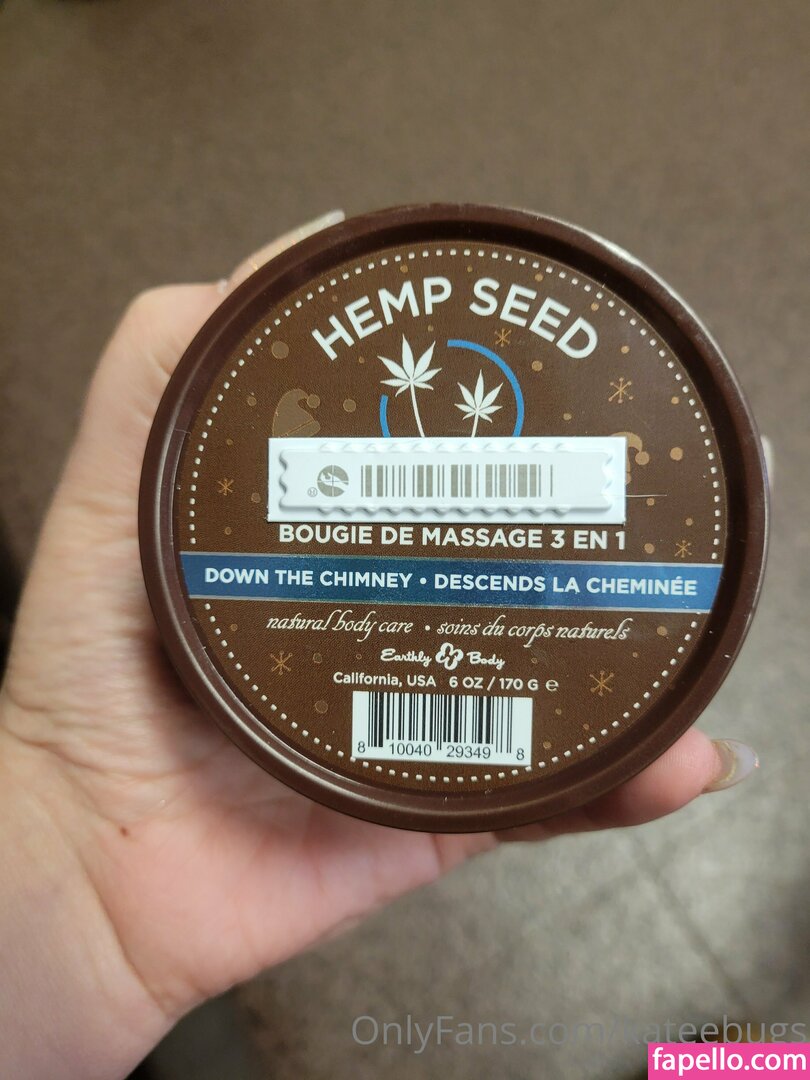 HEMP SEED
BOUGIE DE MASSAGE 3 EN 1
DOWN THE CHIMNEY • DESCENDS LA CHEMINÉE
natural body care • soins du corps naturels
Earthly Body
California, USA 6 OZ / 170 G ℮
8 10040 29349 8
OnlyFans.com/kateebugs
fapello.com